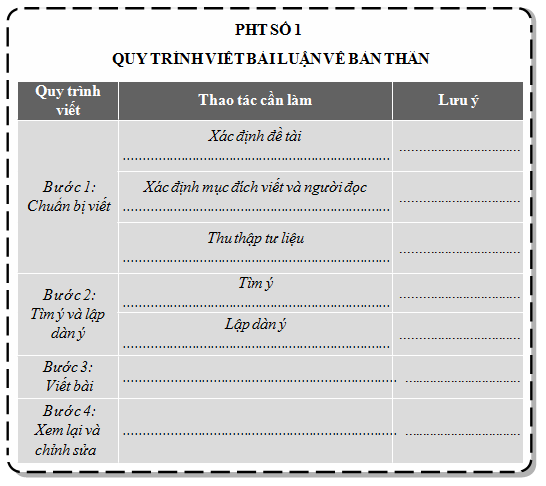 PHT SỐ 1
QUY TRÌNH VIẾT BÀI LUẬN VỀ BẢN THÂN
Quy trình viết
Thao tác cần làm
Lưu ý
Bước 1:
Chuẩn bị viết
Xác định đề tài
....................................................................
..............................
Xác định mục đích viết và người đọc
....................................................................
..............................
Thu thập tư liệu
....................................................................
..............................
Bước 2:
Tìm ý và lập
dàn ý
Tìm ý
....................................................................
..............................
Lập dàn ý
....................................................................
..............................
Bước 3:
Viết bài
......................................................................
.............................
Bước 4:
Xem lại và
chỉnh sửa
......................................................................
.............................